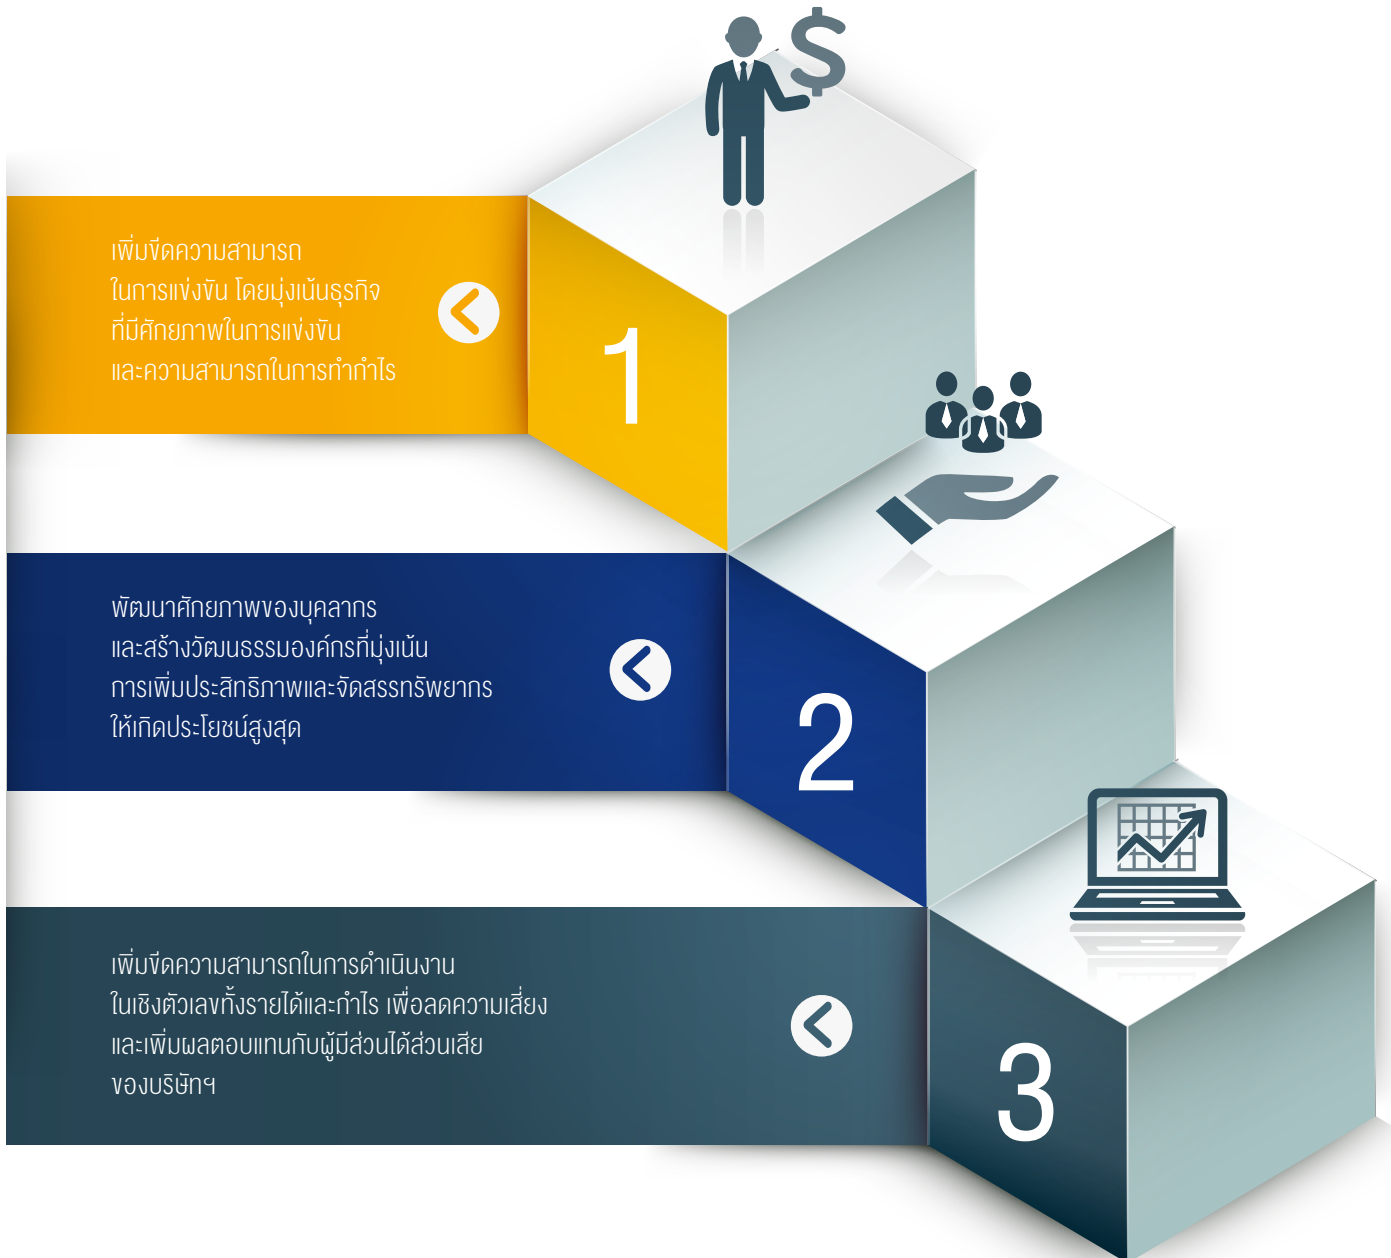 เพิ่มขีดความสามารถ
ในการแข่งขัน โดยมุ่งเน้นธุรกิจ
ที่มีศักยภาพในการแข่งขัน
และความสามารถในการทำกำไร
1
พัฒนาศักยภาพของบุคลากร
และสร้างวัฒนธรรมองค์กรที่มุ่งเน้น
การเพิ่มประสิทธิภาพและจัดสรรทรัพยากร
ให้เกิดประโยชน์สูงสุด
2
เพิ่มขีดความสามารถในการดำเนินงาน
ในเชิงตัวเลขทั้งรายได้และกำไร เพื่อลดความเสี่ยง
และเพิ่มผลตอบแทนกับผู้มีส่วนได้ส่วนเสีย
ของบริษัทฯ
3